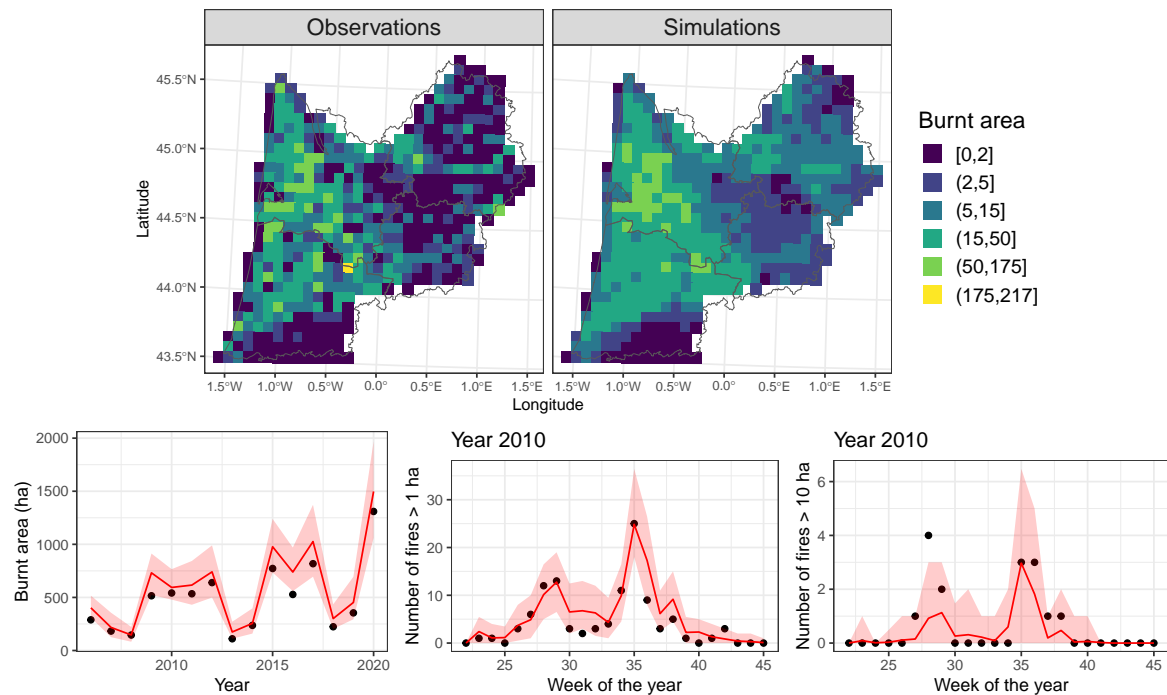 Observations
Simulations
45.5°N
45.0°N
44.5°N
44.0°N
43.5°N
Latitude
1.5°W
1.0°W
0.5°W
0.0°
0.5°E
1.0°E
1.5°E
1.5°W
1.0°W
0.5°W
0.0°
0.5°E
1.0°E
1.5°E
Longitude
Burnt area
[0,2]
(2,5]
(5,15]
(15,50]
(50,175]
(175,217]
2000
1500
1000
500
0
Burnt area (ha)
2010
2015
2020
Year
Year 2010
30
20
10
0
Number of fires > 1 ha
25
30
35
40
45
Week of the year
Year 2010
6
4
2
0
Number of fires > 10 ha
25
30
35
40
45
Week of the year